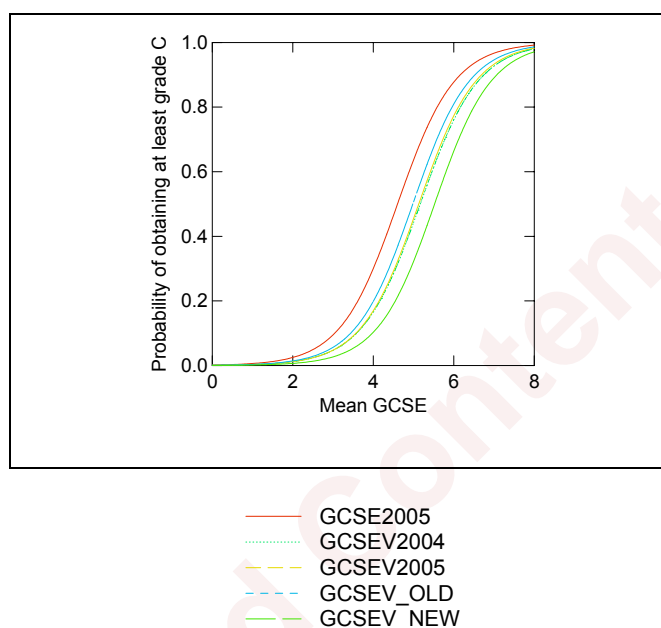 Probability of obtaining at least grade C
1.0
0.8
0.6
0.4
0.2
0.0
0 2 4 6 8
Mean GCSE
GCSE2005
GCSEV2004
GCSEV2005
GCSEV_OLD
GCSEV_NEW
d Content